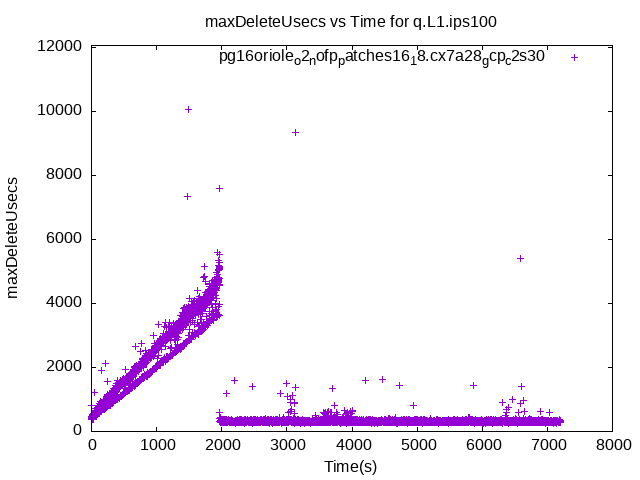 maxDeleteUsecs vs Time for q.L1.ips100
12000
pg16oriole_o2_nofp_patches16_18.cx7a28_gcp_c2s30
10000
8000
maxDeleteUsecs
6000
4000
2000
0
0 1000 2000 3000 4000 5000 6000 7000 8000
Time(s)